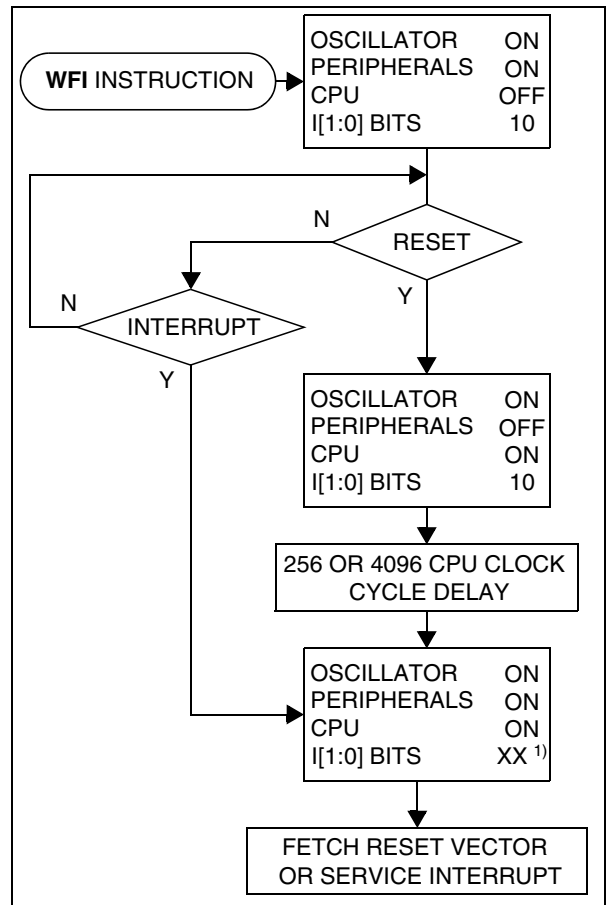 WFI INSTRUCTION
OSCILLATOR ON
PERIPHERALS ON
CPU OFF
I[1:0] BITS 10
N
RESET
Y
N
INTERRUPT
Y
OSCILLATOR ON
PERIPHERALS OFF
CPU ON
I[1:0] BITS 10
256 OR 4096 CPU CLOCK
CYCLE DELAY
OSCILLATOR ON
PERIPHERALS ON
CPU ON
I[1:0] BITS XX 1)
FETCH RESET VECTOR
OR SERVICE INTERRUPT